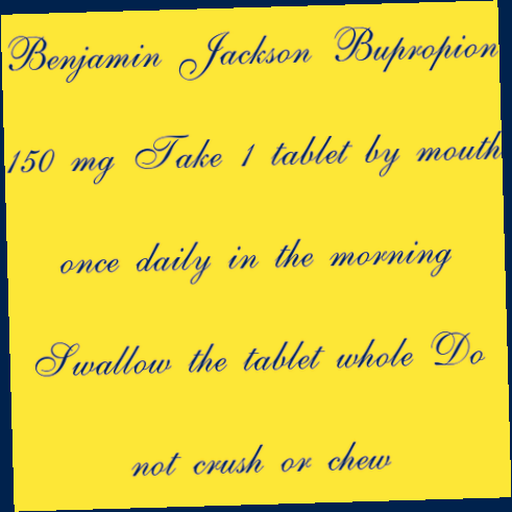 Benjamin Jackson Bupropion
150 mg Take 1 tablet by mouth
once daily in the morning
Swallow the tablet whole Do
not crush or chew